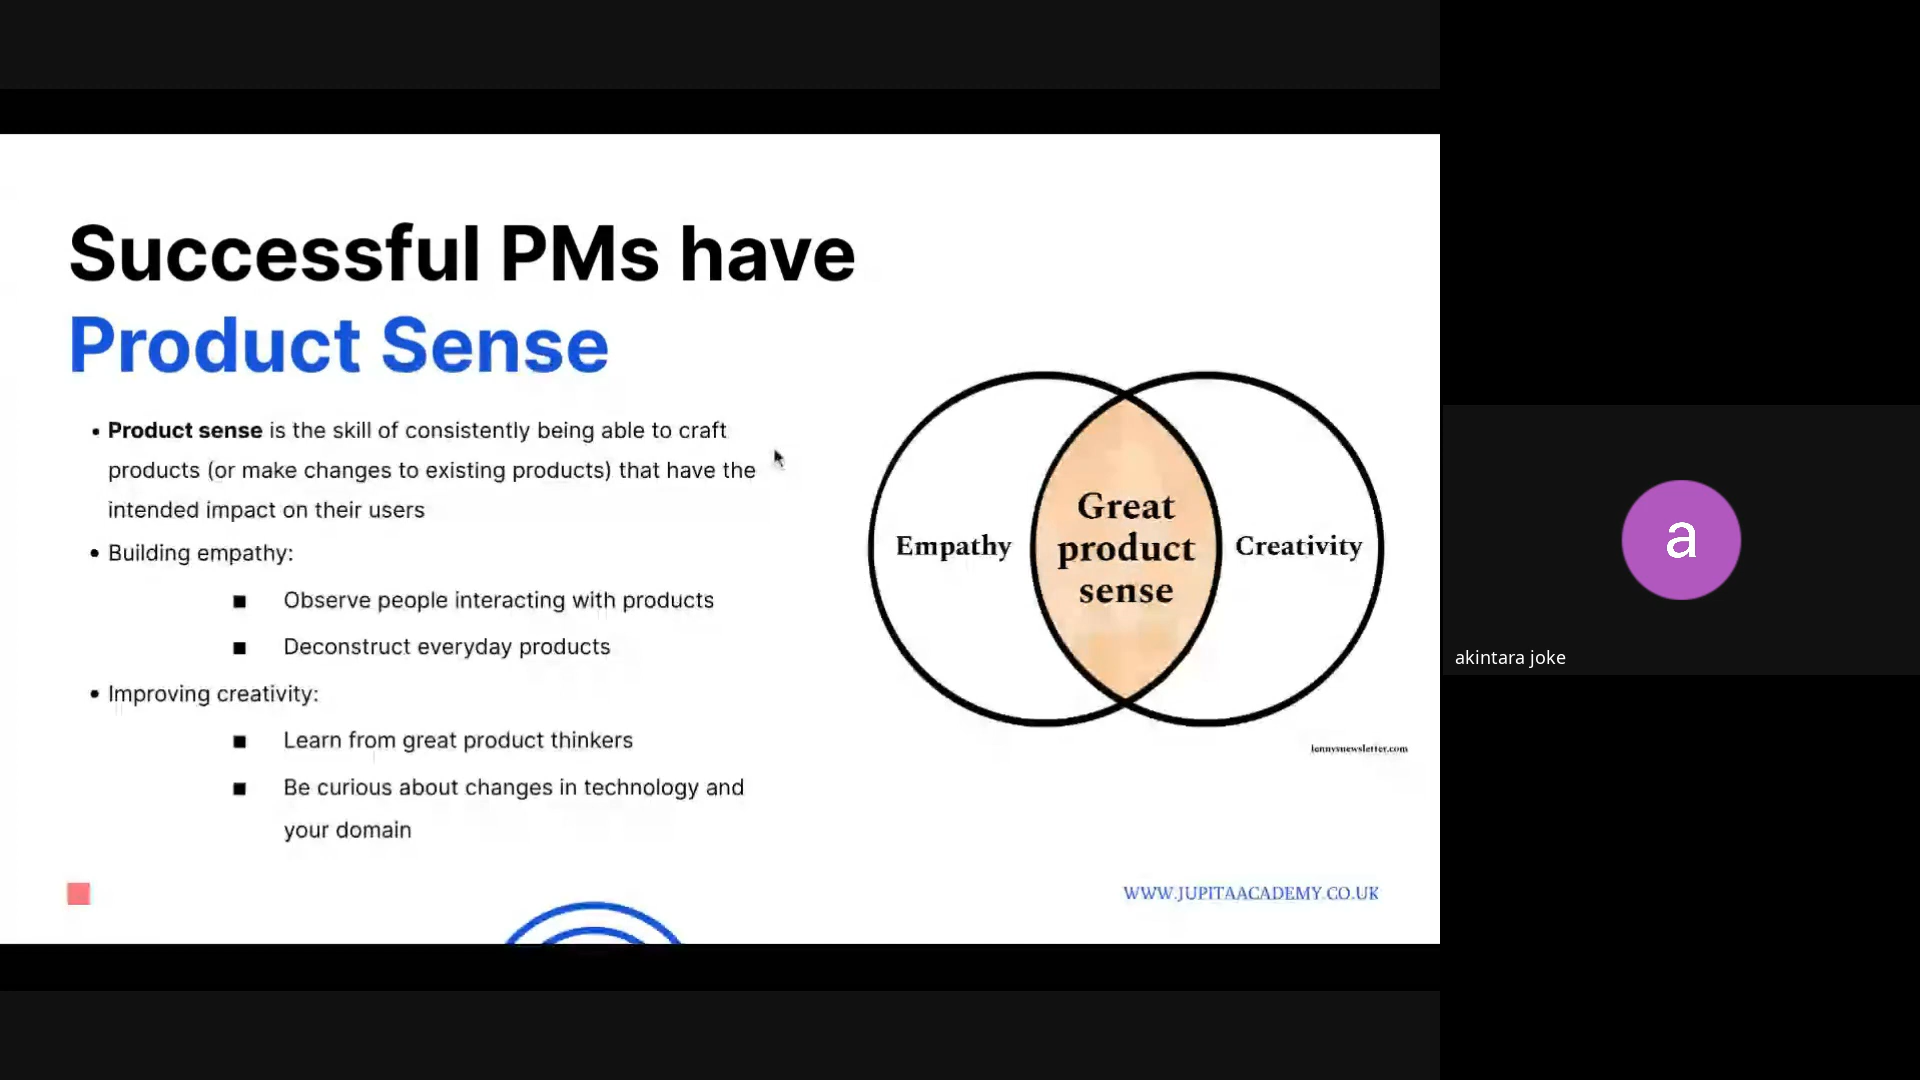 Successful PMs have
Product Sense
• Product sense is the skill of consistently being able to craft
products (or make changes to existing products) that have the
intended impact on their users
• Building empathy:
■ Observe people interacting with products
■ Deconstruct everyday products
• Improving creativity:
■ Learn from great product thinkers
■ Be curious about changes in technology and
your domain
Empathy
Great
product
sense
Creativity
lennysnewsletter.com
WWW.JUPITAACADEMY.CO.UK
a
akintara joke